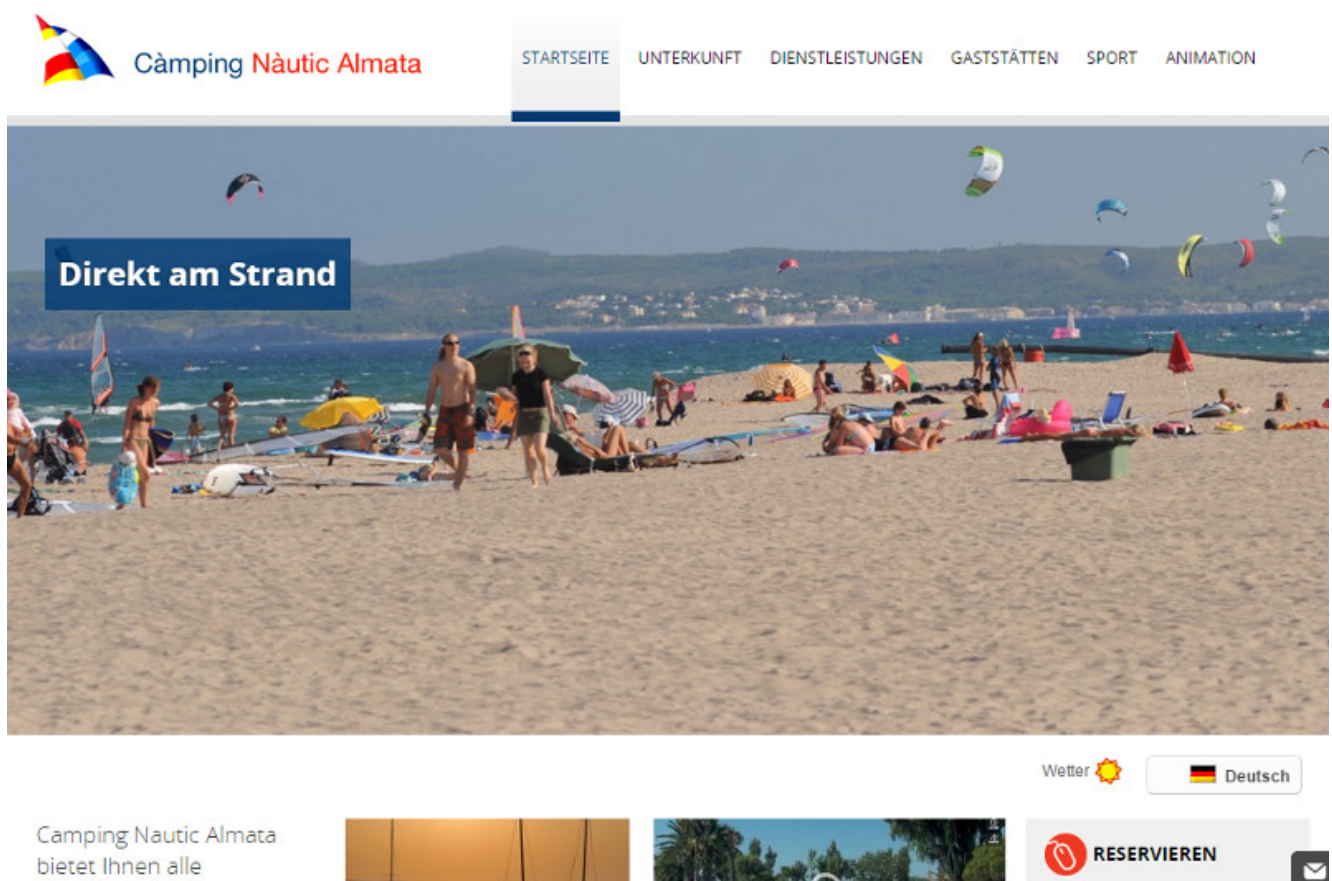 Càmping Nàutic Almata
STARTSEITE UNTERKUNFT DIENSTLEISTUNGEN GASTSTÄTTEN SPORT ANIMATION
Direkt am Strand
Wetter
Deutsch
Camping Nautic Almata
bietet Ihnen alle
RESERVIEREN